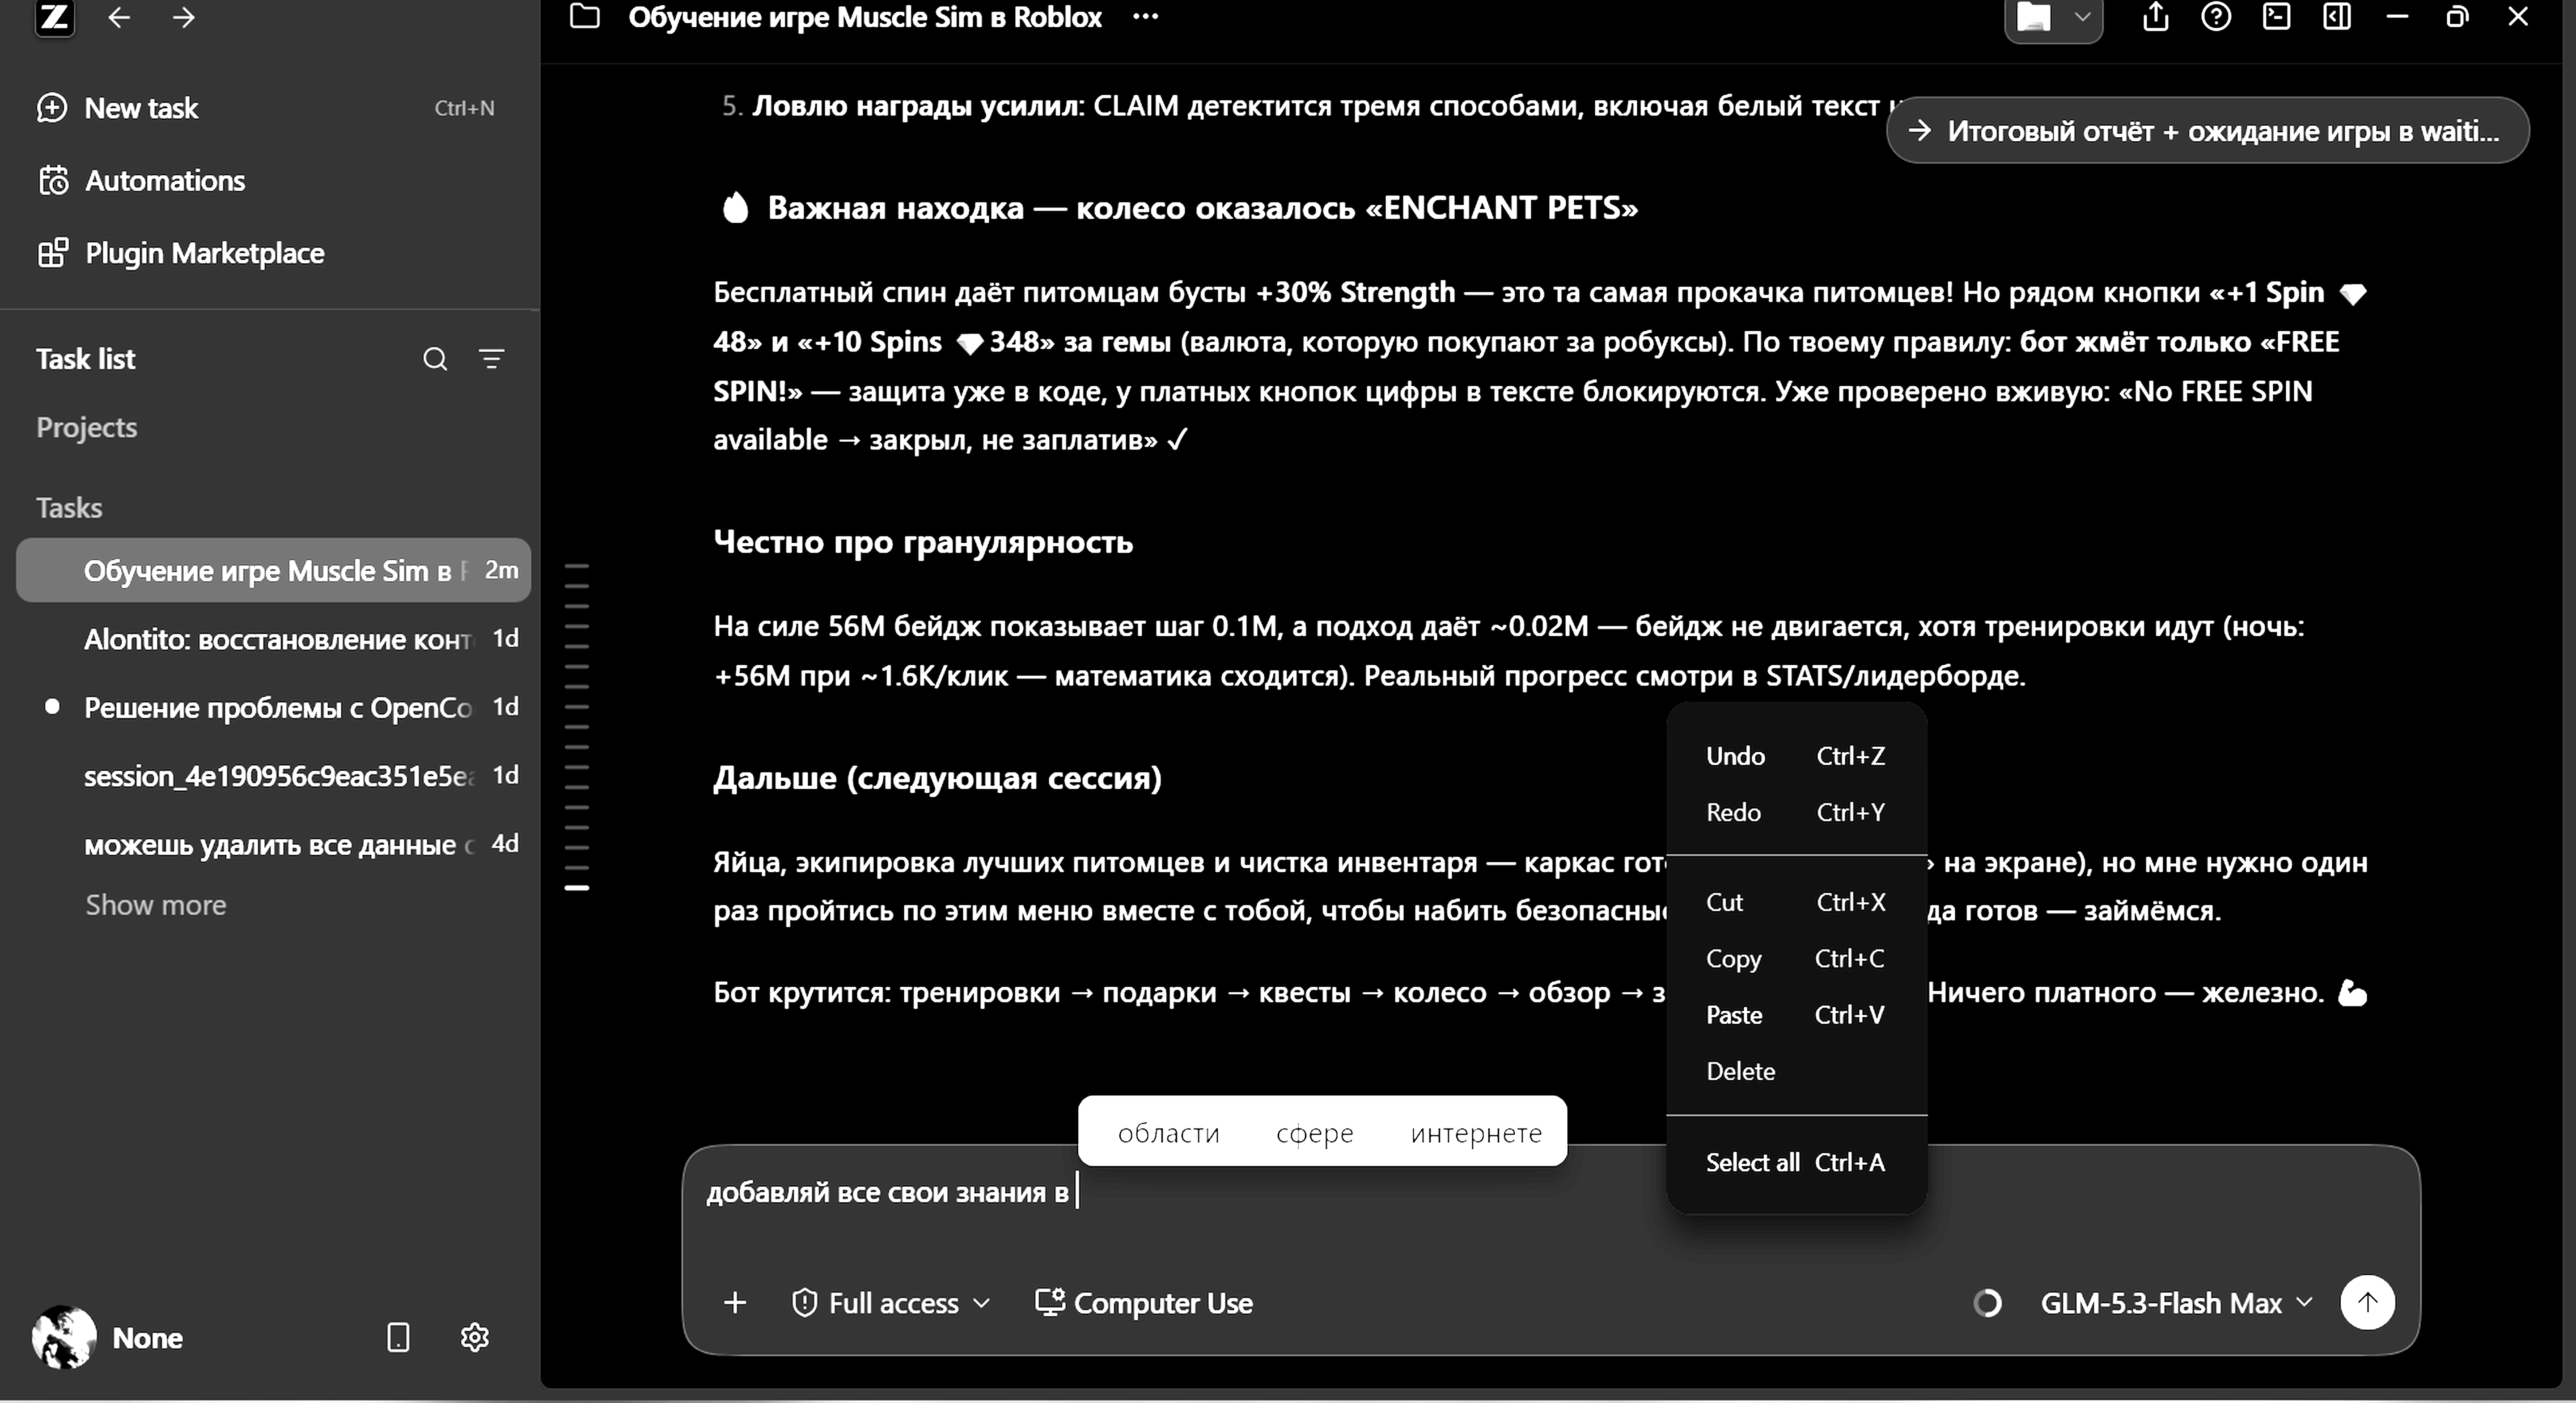 Z
Обучение игре Muscle Sim в Roblox ...
New task Ctrl+N
Automations
Plugin Marketplace
Task list
Projects
Tasks
Обучение игре Muscle Sim в 2m
Alontito: восстановление конт 1d
Решение проблемы с OpenCo 1d
session_4e190956c9eac351e5ea 1d
можешь удалить все данные с 4d
Show more
None
5. Ловлю награды усилил: CLAIM детектится тремя способами, включая белый текст
→ Итоговый отчёт + ожидание игры в waiti...
Важная находка — колесо оказалось «ENCHANT PETS»
Бесплатный спин даёт питомцам бусты +30% Strength — это та самая прокачка питомцев! Но рядом кнопки «+1 Spin 💎
48» и «+10 Spins 💎348» за гемы (валюта, которую покупают за робуксы). По твоему правилу: бот жмёт только «FREE
SPIN!» — защита уже в коде, у платных кнопок цифры в тексте блокируются. Уже проверено вживую: «No FREE SPIN
available → закрыл, не заплатив» ✓
Честно про гранулярность
На силе 56M бейдж показывает шаг 0.1M, а подход даёт ~0.02M — бейдж не двигается, хотя тренировки идут (ночь:
+56M при ~1.6K/клик — математика сходится). Реальный прогресс смотри в STATS/лидерборде.
Дальше (следующая сессия)
Яйца, экипировка лучших питомцев и чистка инвентаря — каркас гот » на экране), но мне нужно один
раз пройтись по этим меню вместе с тобой, чтобы набить безопасны да готов — займёмся.
Бот крутится: тренировки → подарки → квесты → колесо → обзор → з Ничего платного — железно. 💪
Undo Ctrl+Z
Redo Ctrl+Y
Cut Ctrl+X
Copy Ctrl+C
Paste Ctrl+V
Delete
Select all Ctrl+A
области сфере интернете
добавляй все свои знания в
Full access
Computer Use
GLM-5.3-Flash Max